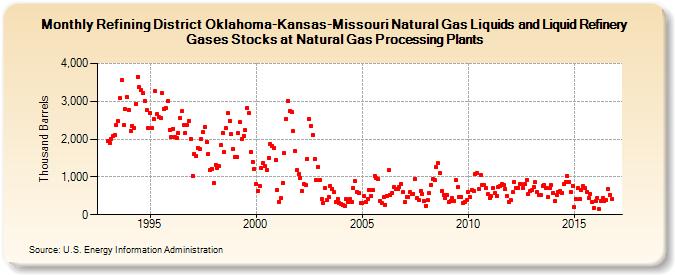 Monthly Refining District Oklahoma-Kansas-Missouri Natural Gas Liquids and Liquid Refinery
Gases Stocks at Natural Gas Processing Plants
Thousand Barrels
4,000
3,000
2,000
1,000
0
1995
2000
2005
2010
2015
Source: U.S. Energy Information Administration